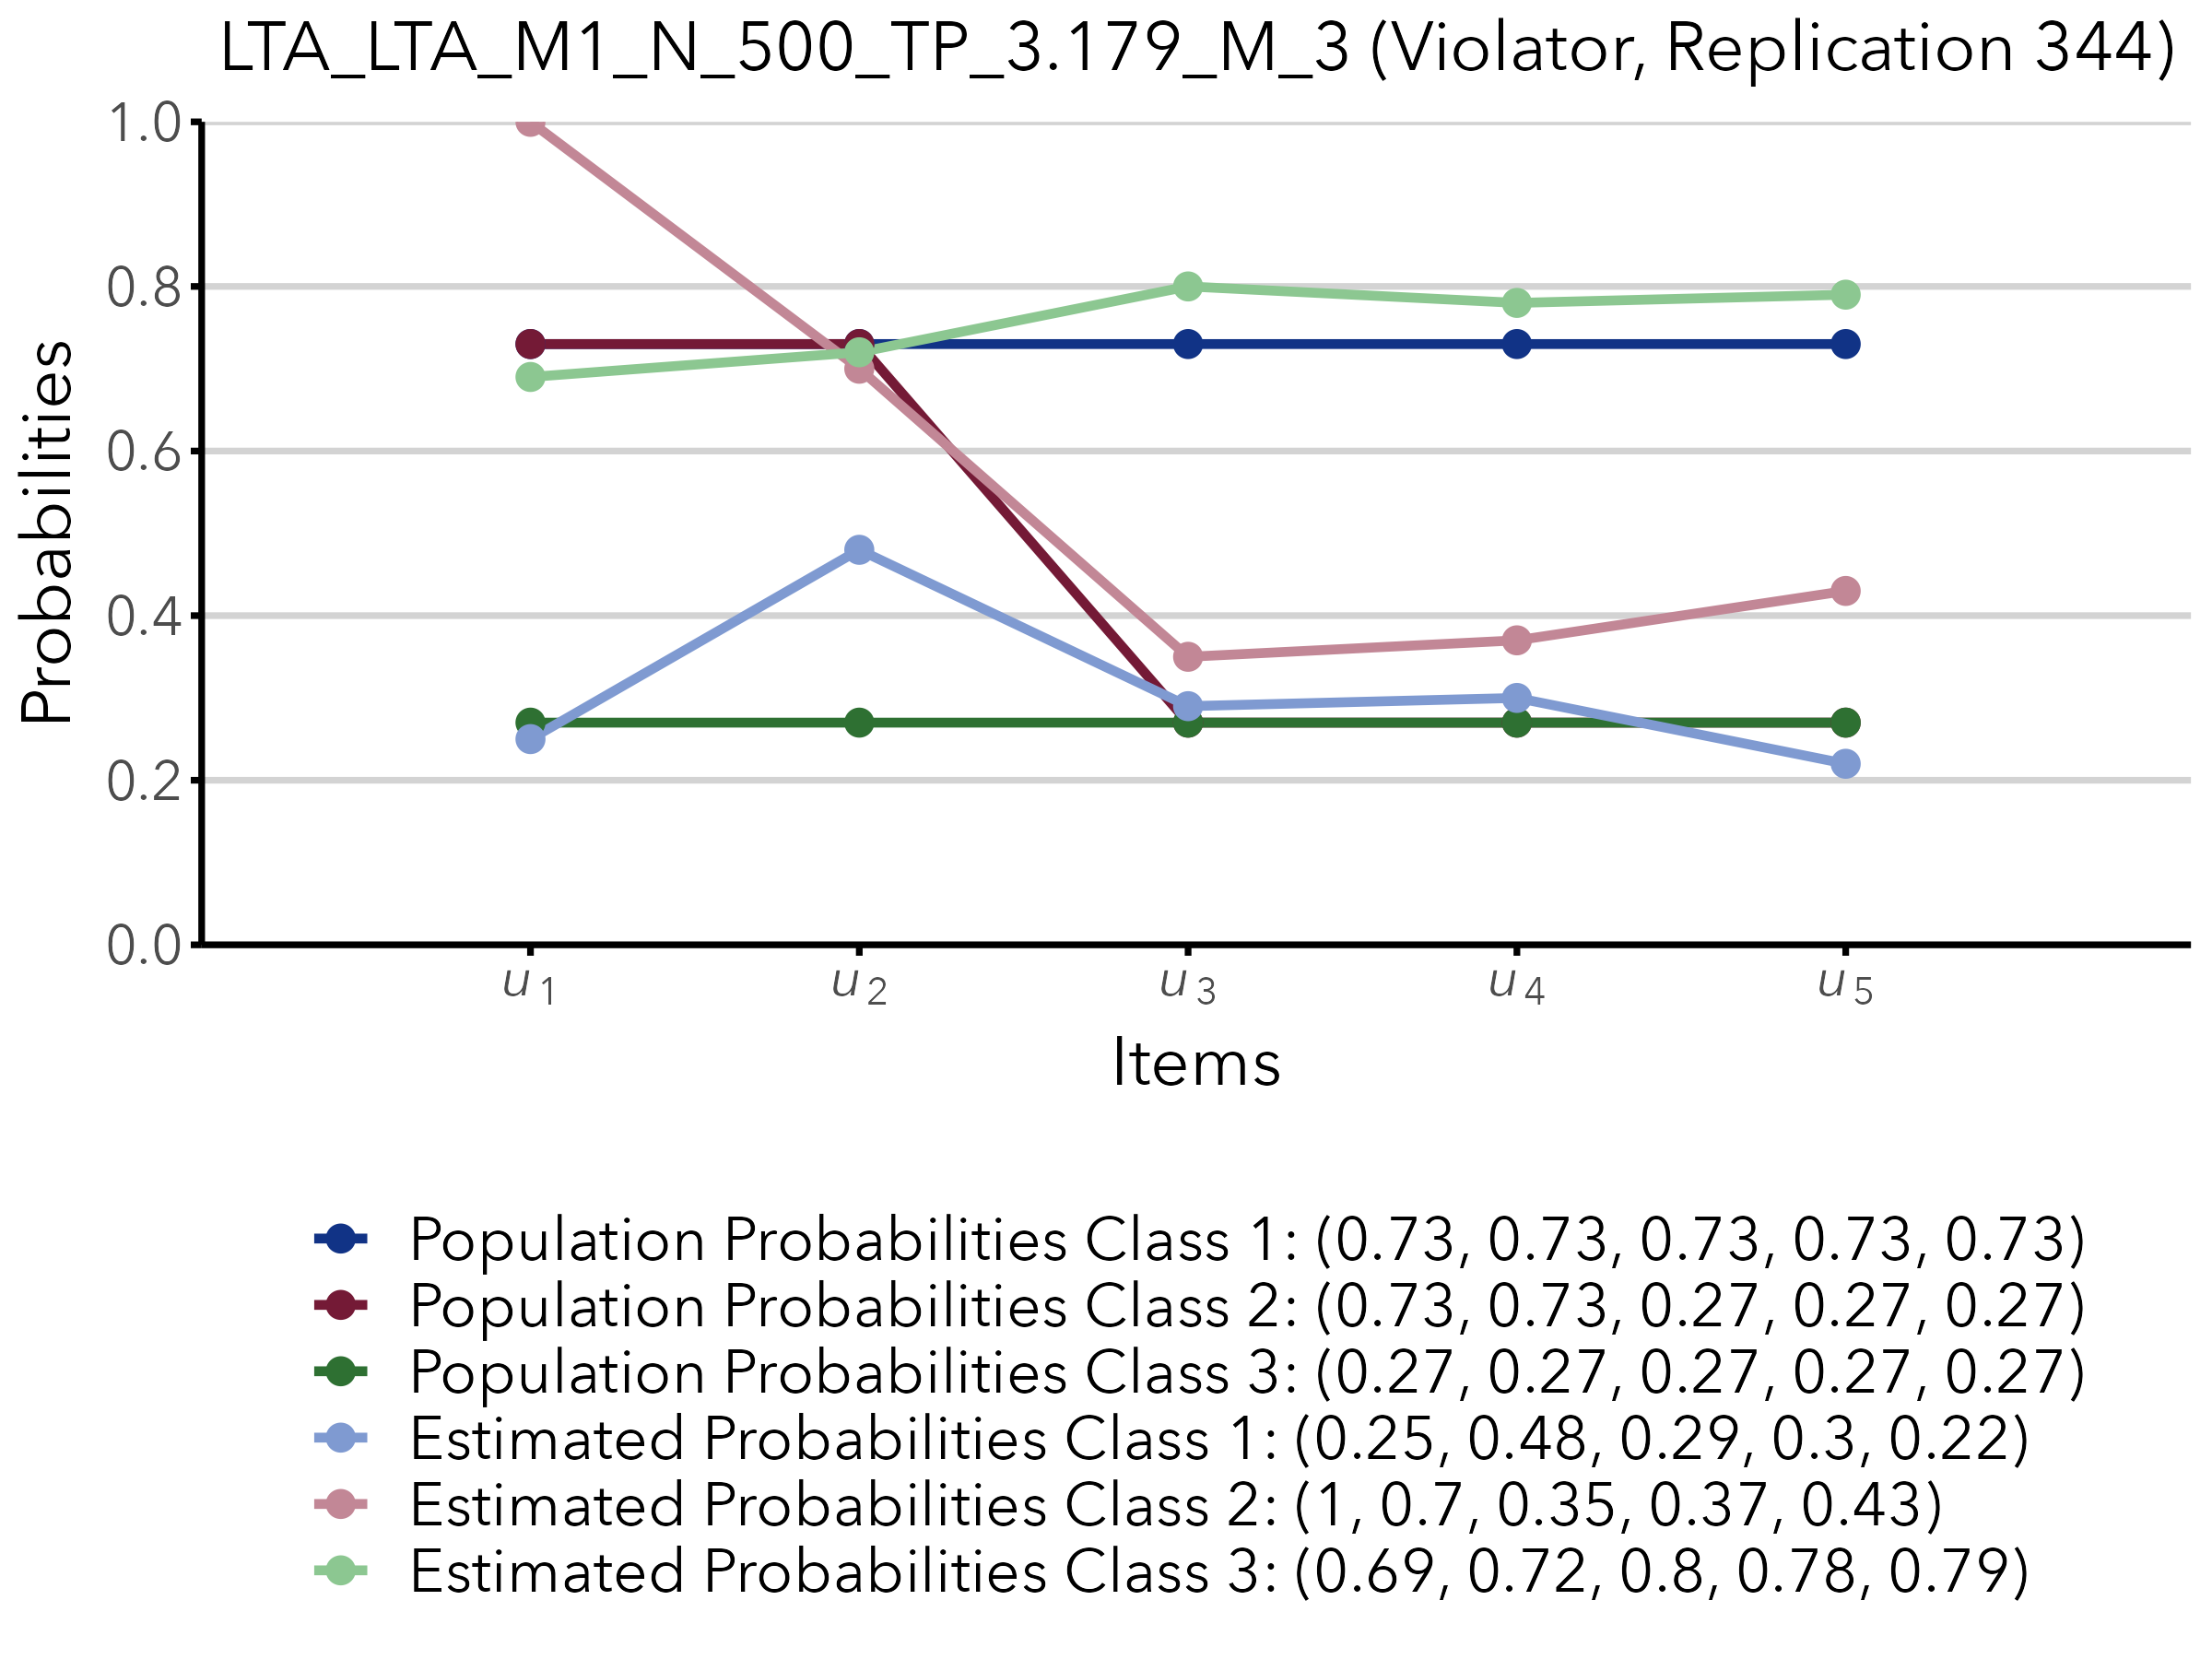 LTA_LTA_M1_N_500_TP_3.179_M_3 (Violator, Replication 344)
1.0
0.8
0.6
0.4
0.2
0.0
Probabilities
u1 u2 u3 u4 u5
Items
Population Probabilities Class 1: (0.73, 0.73, 0.73, 0.73, 0.73)
Population Probabilities Class 2: (0.73, 0.73, 0.27, 0.27, 0.27)
Population Probabilities Class 3: (0.27, 0.27, 0.27, 0.27, 0.27)
Estimated Probabilities Class 1: (0.25, 0.48, 0.29, 0.3, 0.22)
Estimated Probabilities Class 2: (1, 0.7, 0.35, 0.37, 0.43)
Estimated Probabilities Class 3: (0.69, 0.72, 0.8, 0.78, 0.79)